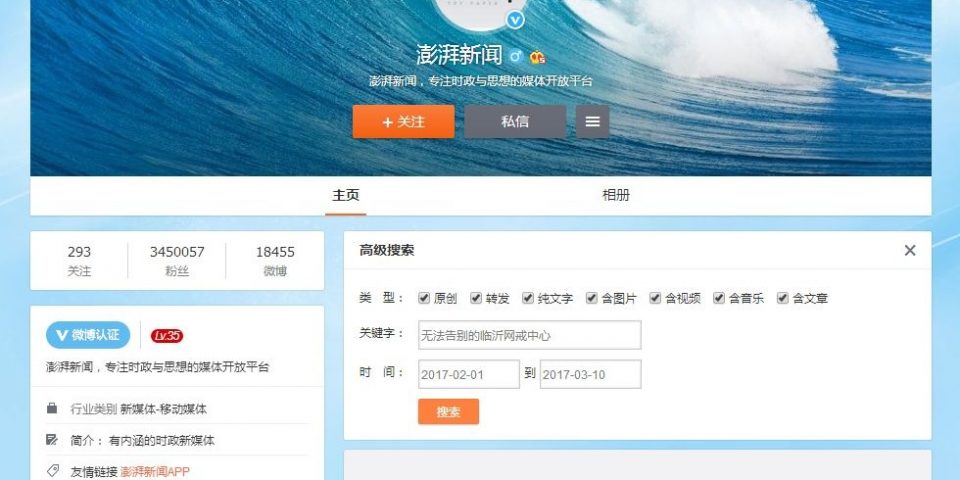 澎湃新闻
澎湃新闻，专注时政与思想的媒体开放平台
+ 关注 私信
主页 相册
293 3450057 18455
关注 粉丝 微博
V 微博认证 Lv.35
澎湃新闻，专注时政与思想的媒体开放平台
行业类别 新媒体-移动媒体
简介： 有内涵的时政新媒体
友情链接 澎湃新闻APP
高级搜索
类 型： 原创 转发 纯文字 含图片 含视频 含音乐 含文章
关键字： 无法告别的临沂网戒中心
时 间： 2017-02-01 到 2017-03-10
搜索